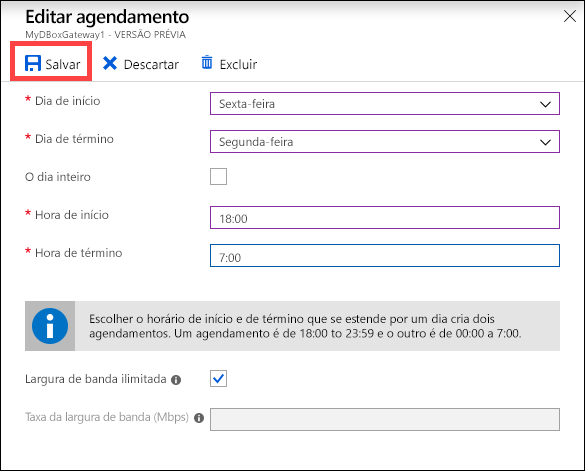 Editar agendamento
MyDBoxGateway1 - VERSÃO PRÉVIA
Salvar Descartar Excluir
* Dia de início Sexta-feira
* Dia de término Segunda-feira
O dia inteiro
* Hora de início 18:00
* Hora de término 7:00
Escolher o horário de início e de término que se estende por um dia cria dois
agendamentos. Um agendamento é de 18:00 to 23:59 e o outro é de 00:00 a 7:00.
Largura de banda ilimitada
Taxa da largura de banda (Mbps)